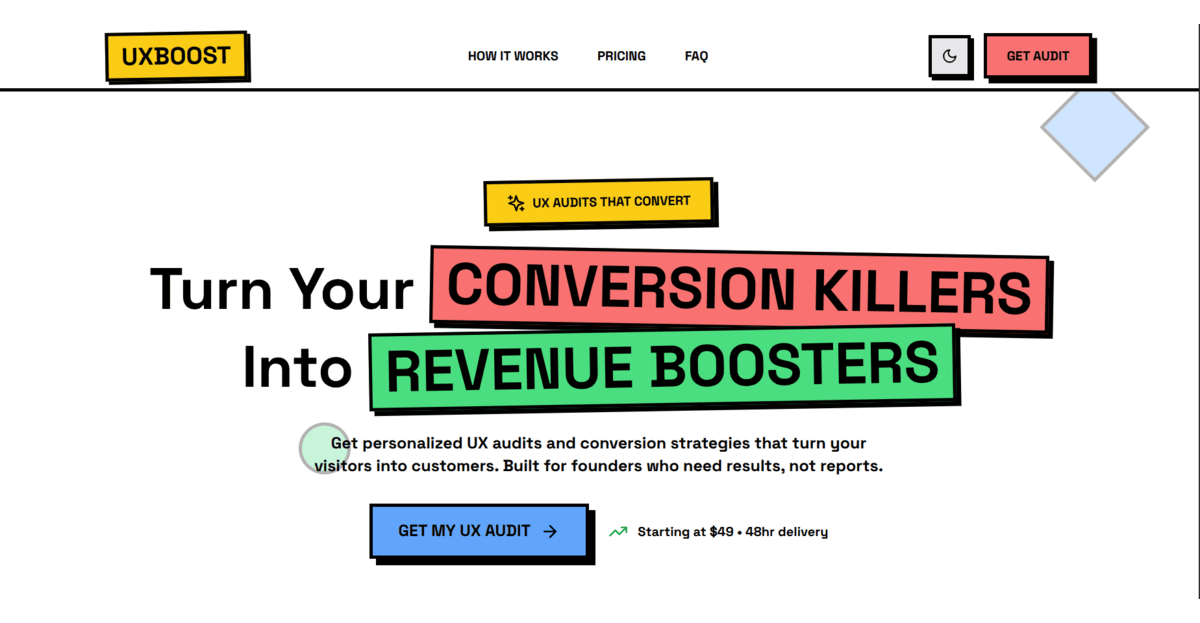 UXBOOST
HOW IT WORKS PRICING FAQ
GET AUDIT
UX AUDITS THAT CONVERT
Turn Your CONVERSION KILLERS
Into REVENUE BOOSTERS
Get personalized UX audits and conversion strategies that turn your
visitors into customers. Built for founders who need results, not reports.
GET MY UX AUDIT →
Starting at $49 • 48hr delivery